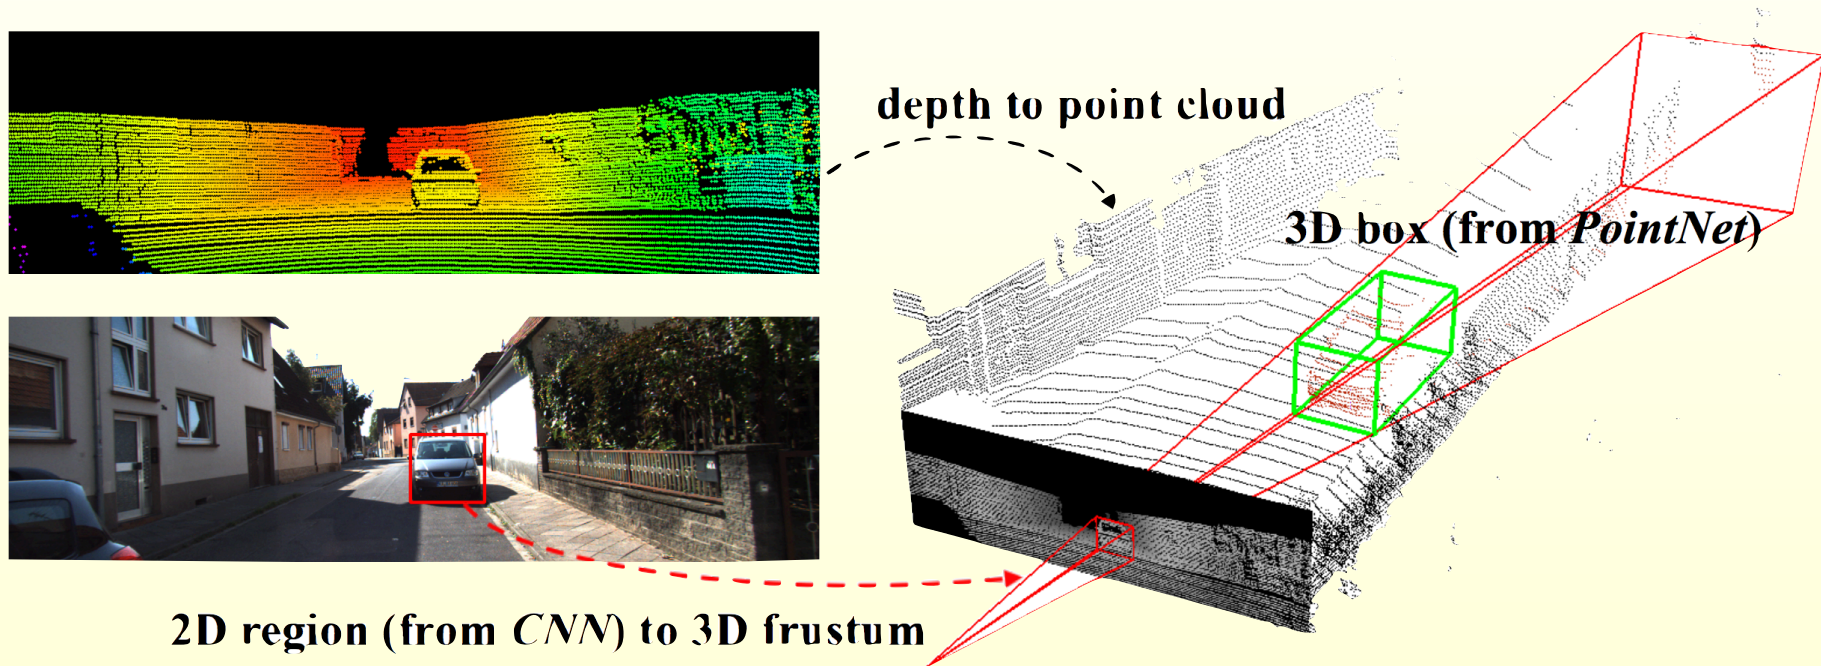 depth to point cloud
3D box (from PointNet)
2D region (from CNN) to 3D frustum